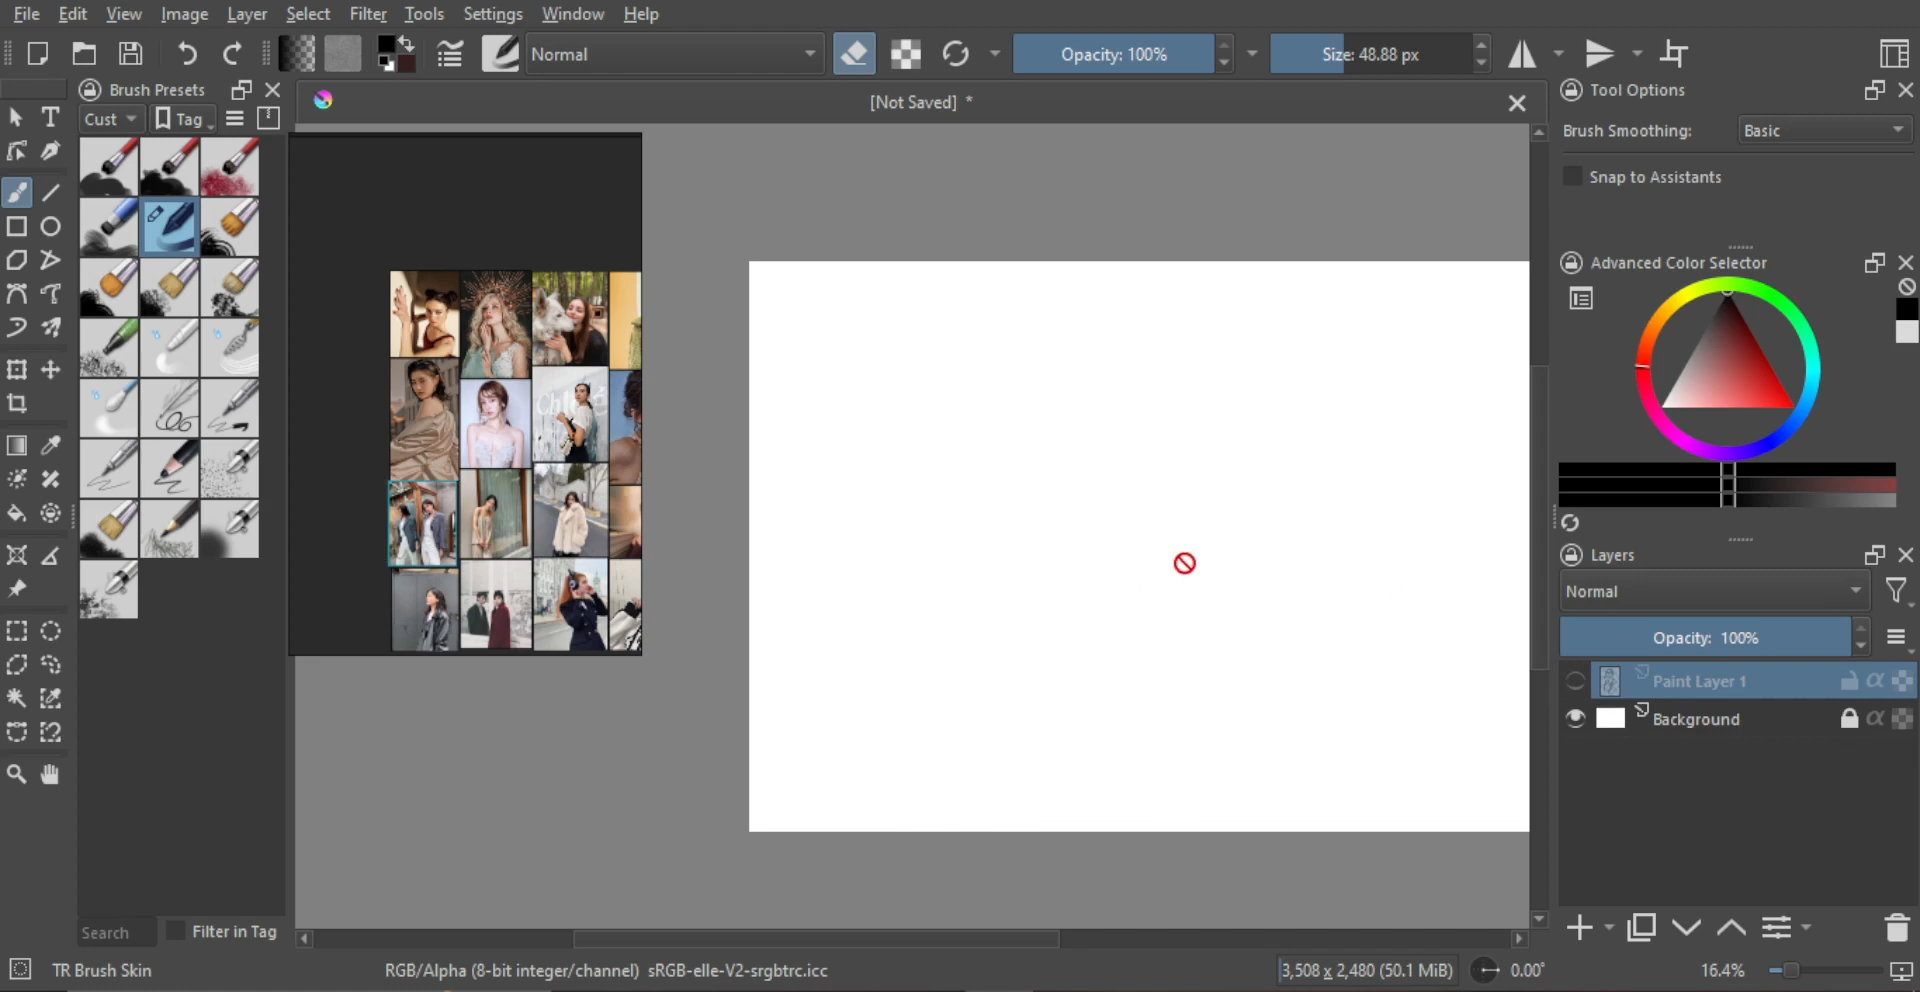 File Edit View Image Layer Select Filter Tools Settings Window Help
Normal Opacity: 100% Size: 48.88 px
Brush Presets
[Not Saved] *
Tool Options
Cust Tag
Brush Smoothing: Basic
Snap to Assistants
Advanced Color Selector
Layers
Normal
Opacity: 100%
Paint Layer 1
Background
Search Filter in Tag
TR Brush Skin RGB/Alpha (8-bit integer/channel) sRGB-elle-V2-srgbtrc.icc 3,508 x 2,480 (50.1 MiB) 0.00° 16.4%